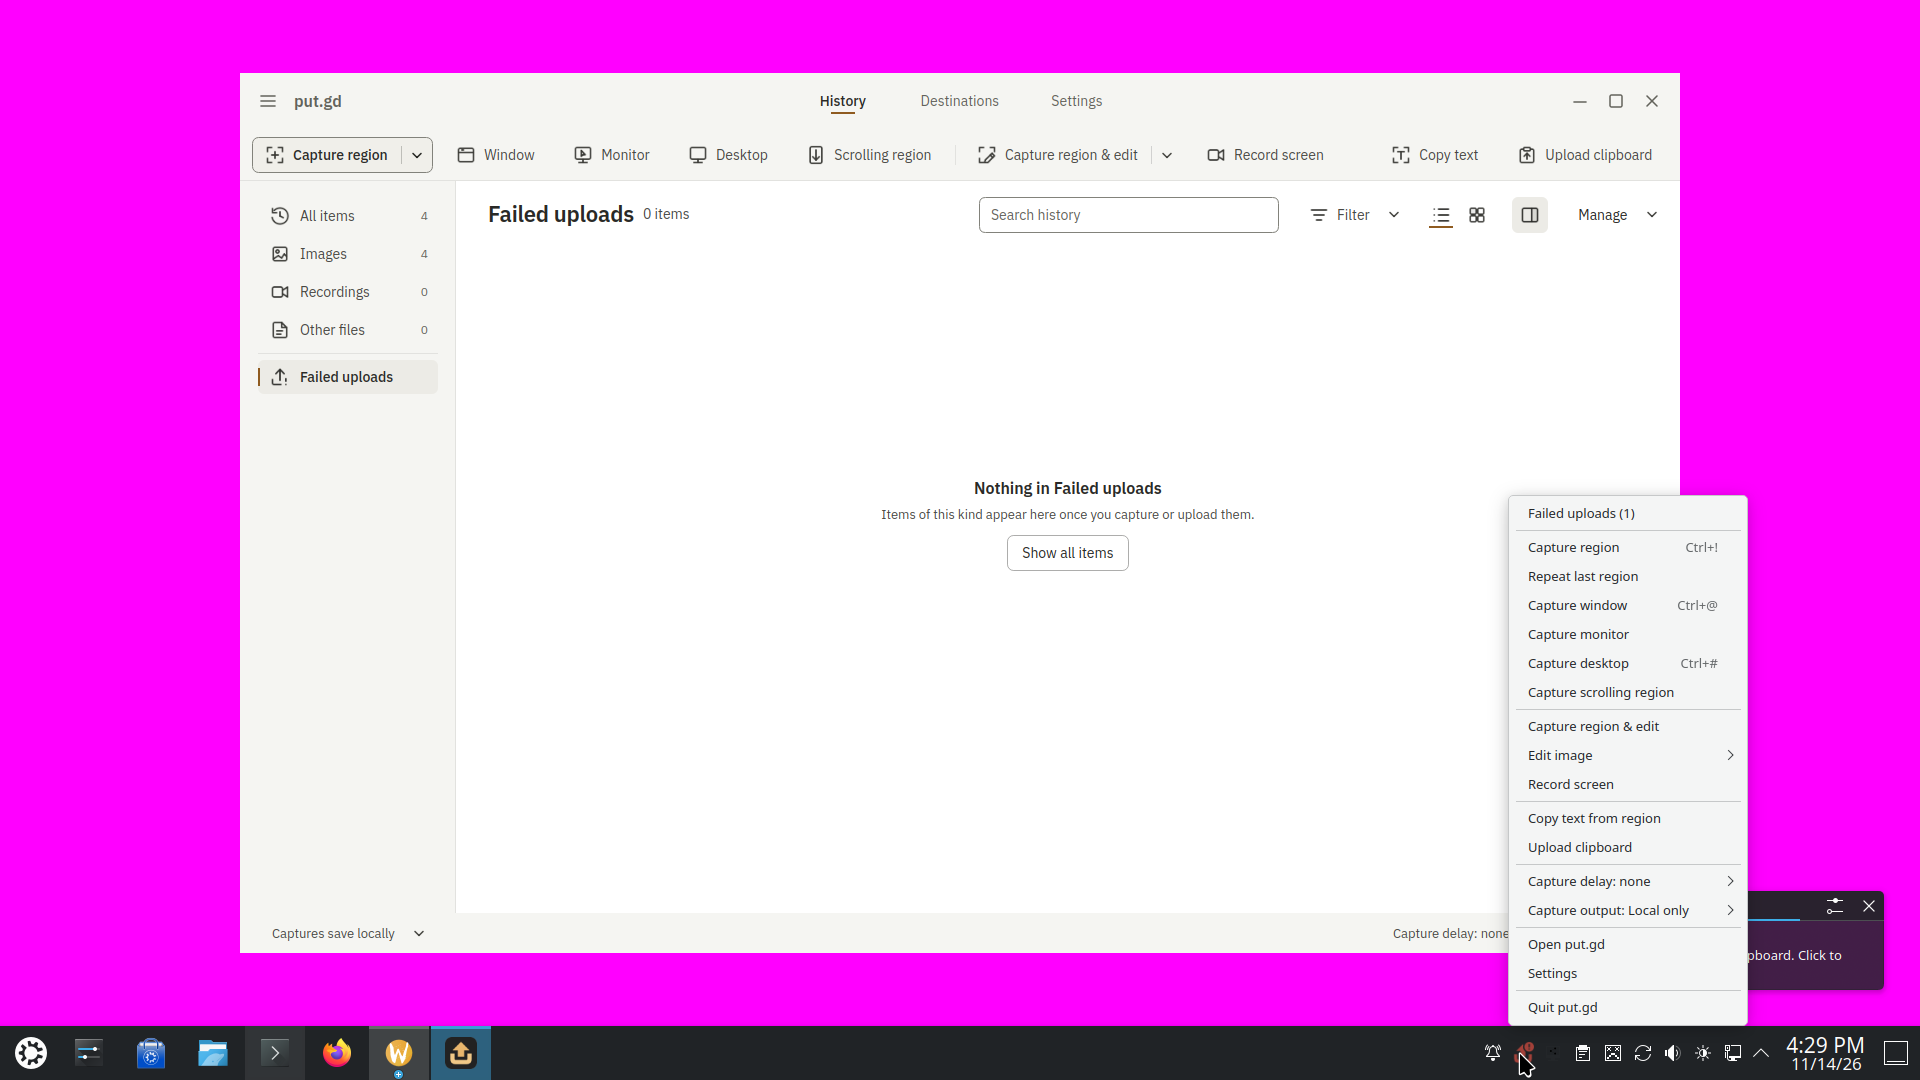 put.gd
History
Destinations
Settings
Capture region
Window
Monitor
Desktop
Scrolling region
Capture region & edit
Record screen
Copy text
Upload clipboard
All items 4
Images 4
Recordings 0
Other files 0
Failed uploads
Failed uploads 0 items
Search history
Filter
Manage
Nothing in Failed uploads
Items of this kind appear here once you capture or upload them.
Show all items
Captures save locally
Capture delay: none
Failed uploads (1)
Capture region Ctrl+!
Repeat last region
Capture window Ctrl+@
Capture monitor
Capture desktop Ctrl+#
Capture scrolling region
Capture region & edit
Edit image
Record screen
Copy text from region
Upload clipboard
Capture delay: none
Capture output: Local only
Open put.gd
Settings
Quit put.gd
pboard. Click to
4:29 PM
11/14/26